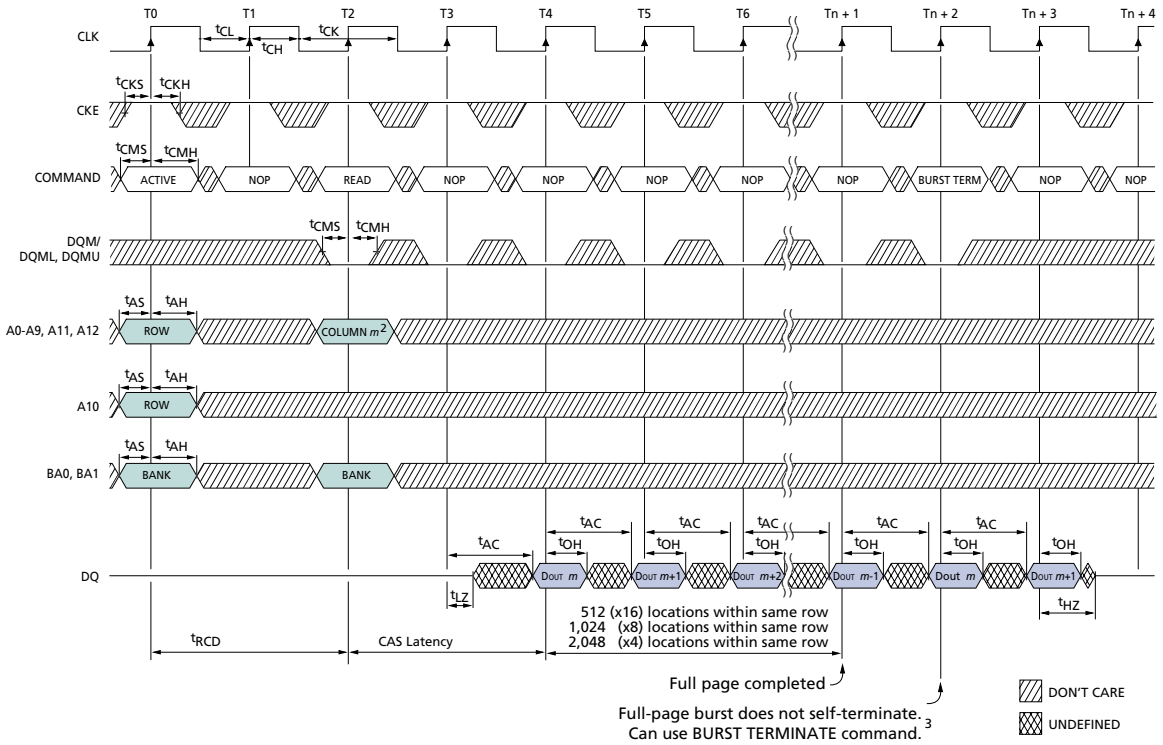 T0 T1 T2 T3 T4 T5 T6 Tn + 1 Tn + 2 Tn + 3 Tn + 4
CLK
tCL tCH tCK
tCKS tCKH
CKE
tCMS tCMH
COMMAND ACTIVE NOP READ NOP NOP NOP NOP NOP BURST TERM NOP NOP
tCMS tCMH
DQM/
DQML, DQMU
tAS tAH
A0-A9, A11, A12 ROW COLUMN m2
tAS tAH
A10 ROW
tAS tAH
BA0, BA1 BANK BANK
tAC tAC tAC tAC tAC tAC
tOH tOH tOH tOH tOH tOH
DQ DOUT m DOUT m+1 DOUT m+2 DOUT m-1 Dout m DOUT m+1
tLZ tHZ
512 (x16) locations within same row
1,024 (x8) locations within same row
2,048 (x4) locations within same row
tRCD CAS Latency
Full page completed
Full-page burst does not self-terminate. 3
Can use BURST TERMINATE command.
DON'T CARE
UNDEFINED